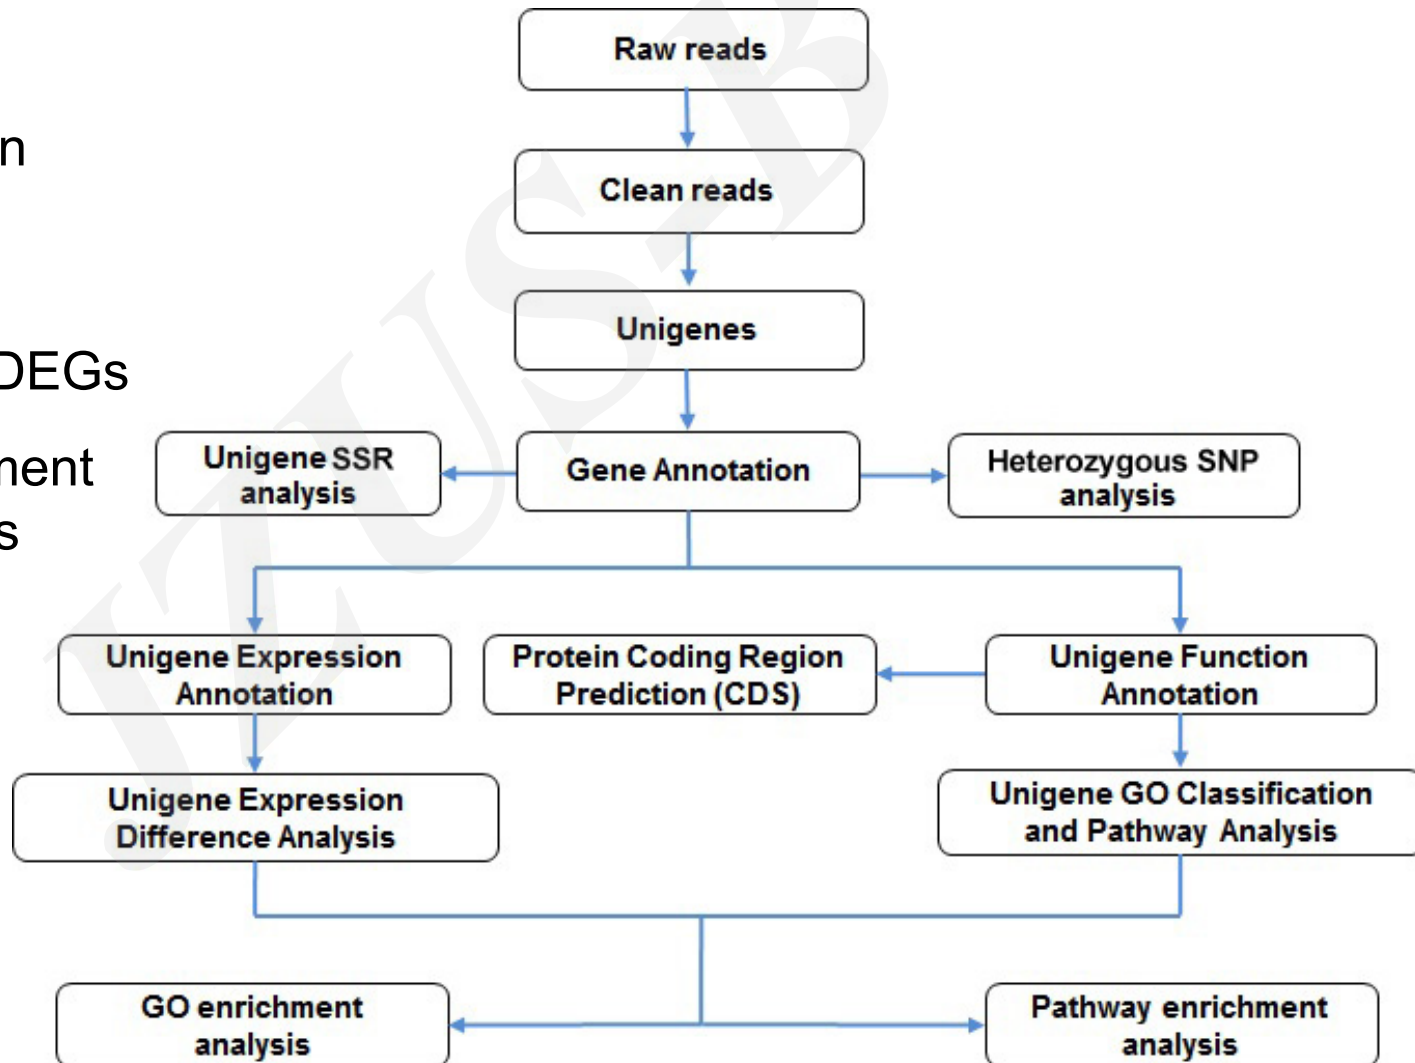 Raw reads
n
Clean reads
Unigenes
DEGs
Unigene SSR
analysis
Gene Annotation
Heterozygous SNP
analysis
ment
s
Unigene Expression
Annotation
Protein Coding Region
Prediction (CDS)
Unigene Function
Annotation
Unigene Expression
Difference Analysis
Unigene GO Classification
and Pathway Analysis
GO enrichment
analysis
Pathway enrichment
analysis
JZUS-B